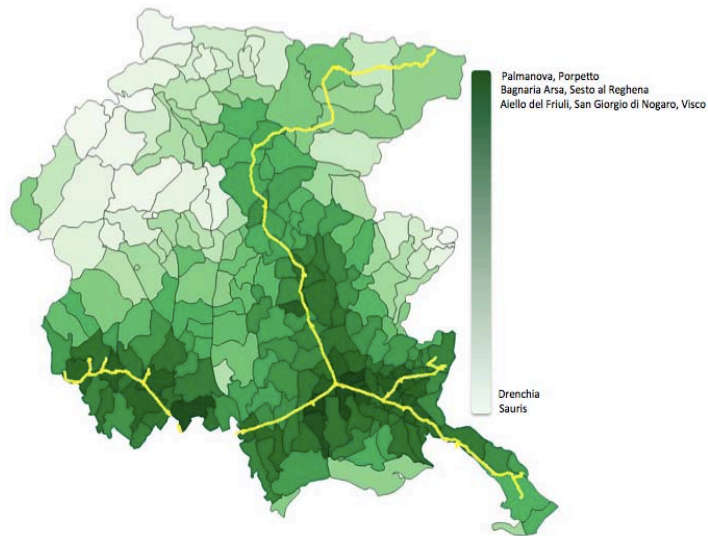 Palmanova, Porpetto
Bagnaria Arsa, Sesto al Reghena
Aiello del Friuli, San Giorgio di Nogaro, Visco
Drenchia
Sauris